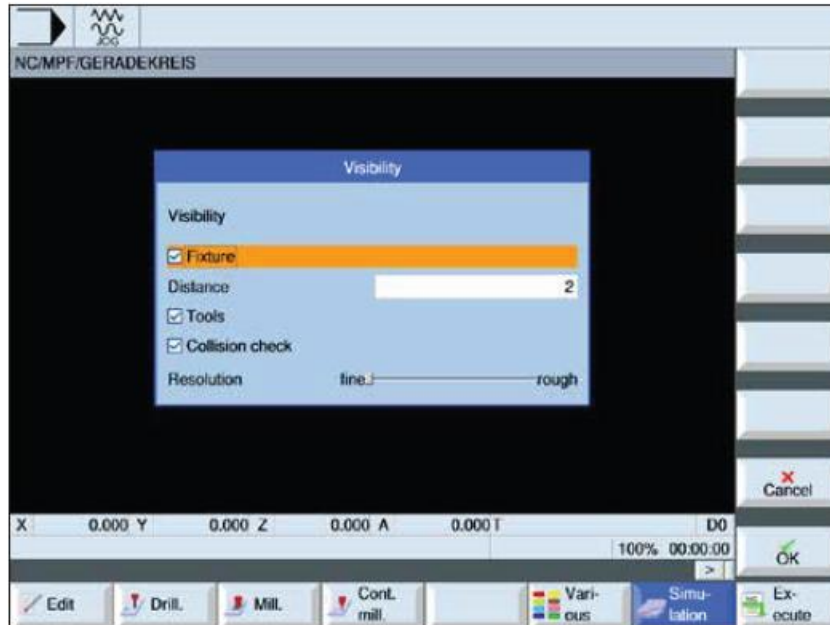 JOG
NC/MPF/GERADEKREIS
Visibility
Visibility
Fixture
Distance 2
Tools
Collision check
Resolution fine rough
Cancel
X 0.000 Y 0.000 Z 0.000 A 0.000 T D0
100% 00:00:00
>
OK
Edit
Drill.
Mill.
Cont.
mill.
Vari-
ous
Simu-
lation
Ex-
ecute